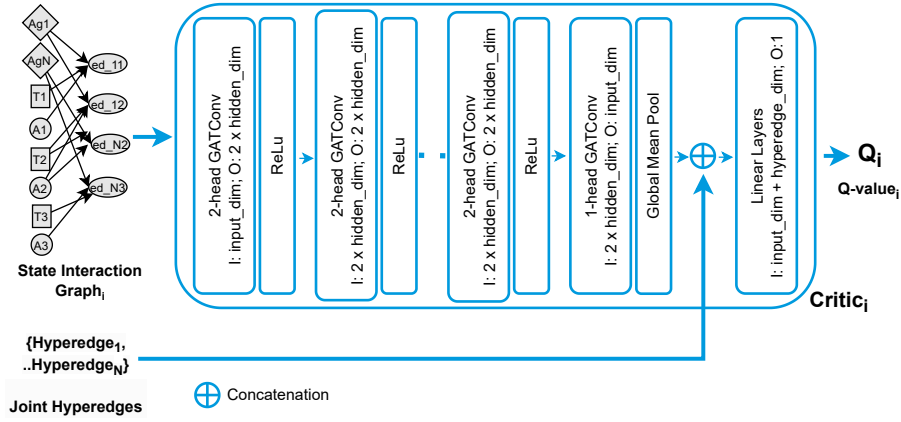 Ag1
AgN
T1
A1
T2
A2
T3
A3
ed_11
ed_12
ed_N2
ed_N3
State Interaction
Graphi
2-head GATConv
I: input_dim; O: 2 x hidden_dim
ReLu
2-head GATConv
I: 2 x hidden_dim; O: 2 x hidden_dim
ReLu
2-head GATConv
I: 2 x hidden_dim; O: 2 x hidden_dim
ReLu
1-head GATConv
I: 2 x hidden_dim; O: input_dim
Global Mean Pool
Linear Layers
I: input_dim + hyperedge_dim; O:1
Qi
Q-valuei
Critici
{Hyperedge1,
..HyperedgeN}
Joint Hyperedges
Concatenation